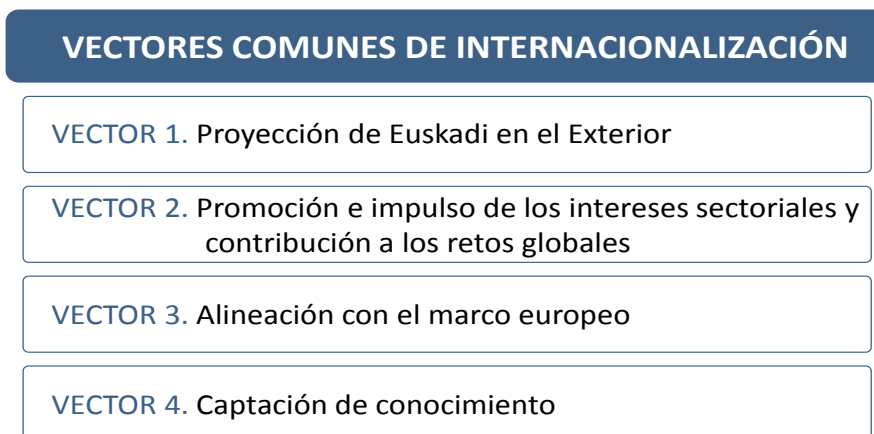 VECTORES COMUNES DE INTERNACIONALIZACIÓN
VECTOR 1. Proyección de Euskadi en el Exterior
VECTOR 2. Promoción e impulso de los intereses sectoriales y
contribución a los retos globales
VECTOR 3. Alineación con el marco europeo
VECTOR 4. Captación de conocimiento